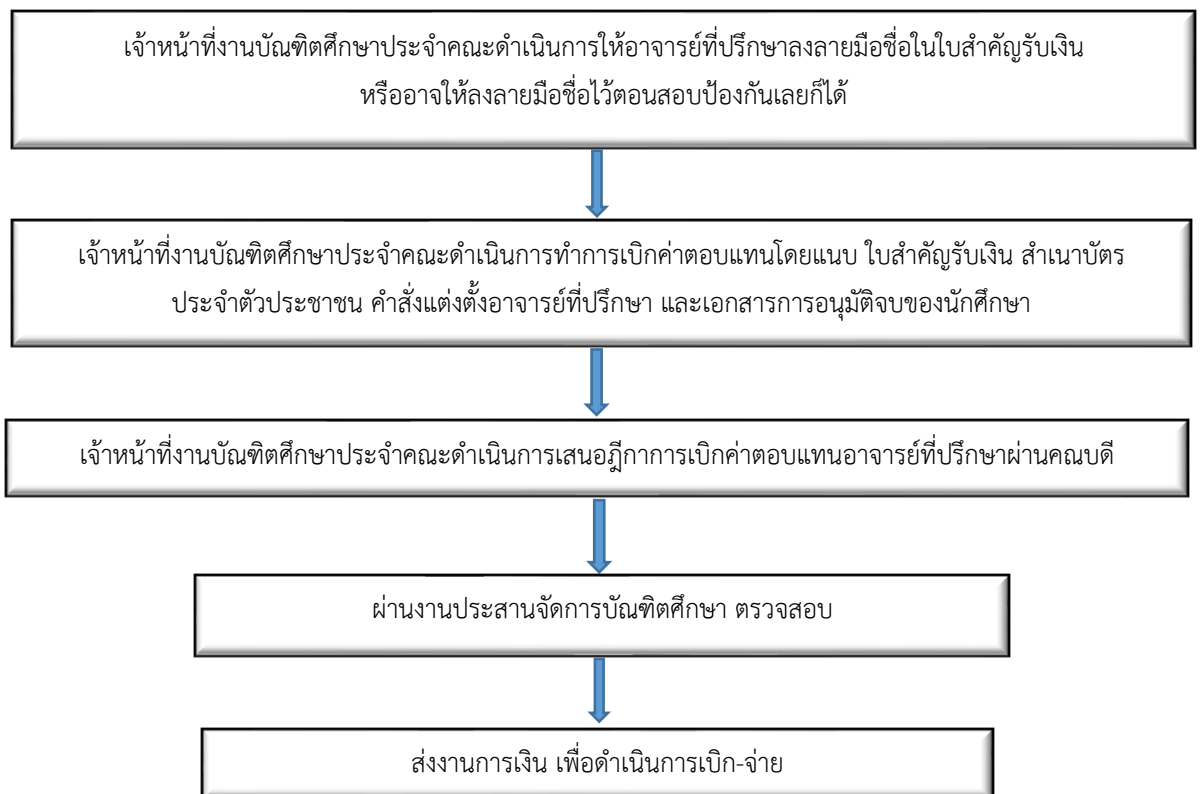 เจ้าหน้าที่งานบัณฑิตศึกษาประจำคณะดำเนินการให้อาจารย์ที่ปรึกษาลงลายมือชื่อในใบสำคัญรับเงิน
หรืออาจให้ลงลายมือชื่อไว้ตอนสอบป้องกันเลยก็ได้
เจ้าหน้าที่งานบัณฑิตศึกษาประจำคณะดำเนินการทำการเบิกค่าตอบแทนโดยแนบ ใบสำคัญรับเงิน สำเนาบัตร
ประจำตัวประชาชน คำสั่งแต่งตั้งอาจารย์ที่ปรึกษา และเอกสารการอนุมัติจบของนักศึกษา
เจ้าหน้าที่งานบัณฑิตศึกษาประจำคณะดำเนินการเสนอฎีกาการเบิกค่าตอบแทนอาจารย์ที่ปรึกษาผ่านคณบดี
ผ่านงานประสานจัดการบัณฑิตศึกษา ตรวจสอบ
ส่งงานการเงิน เพื่อดำเนินการเบิก-จ่าย